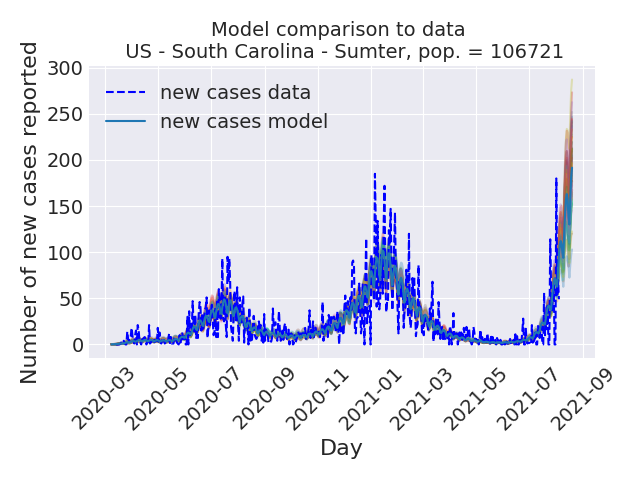 Model comparison to data
US - South Carolina - Sumter, pop. = 106721
Number of new cases reported
300
250
200
150
100
50
0
new cases data
new cases model
2020-03
2020-05
2020-07
2020-09
2020-11
2021-01
2021-03
2021-05
2021-07
2021-09
Day